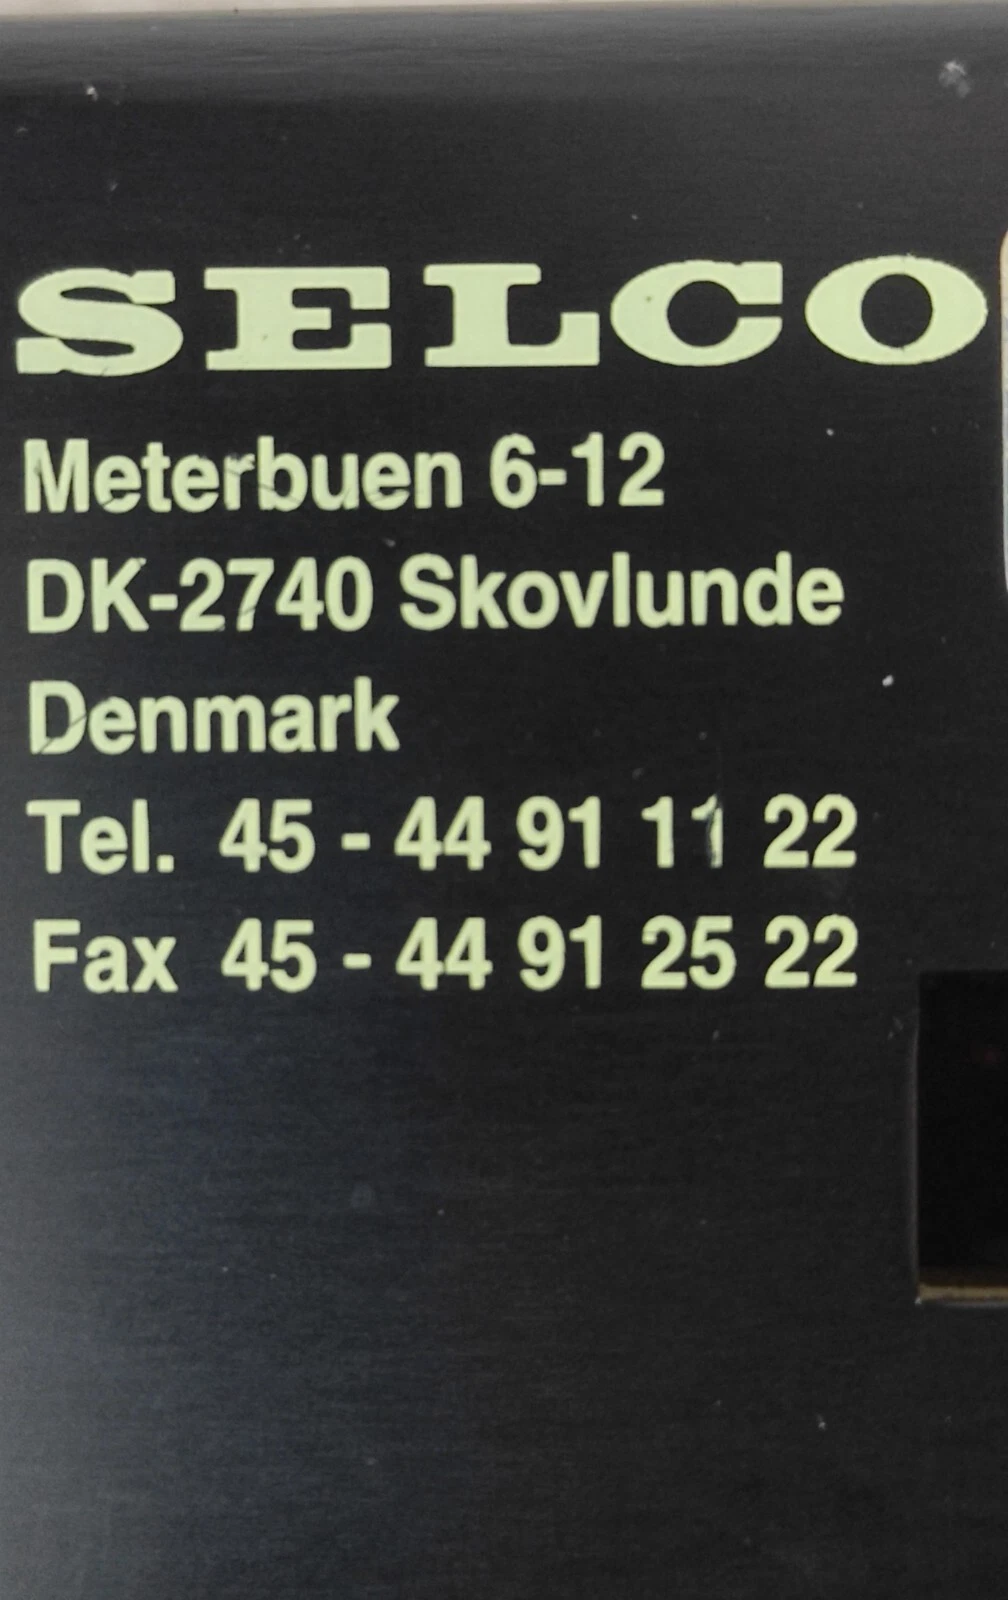 SELCO
Meterbuen 6-12
DK-2740 Skovlunde
Denmark
Tel. 45 - 44 91 11 22
Fax 45 - 44 91 25 22